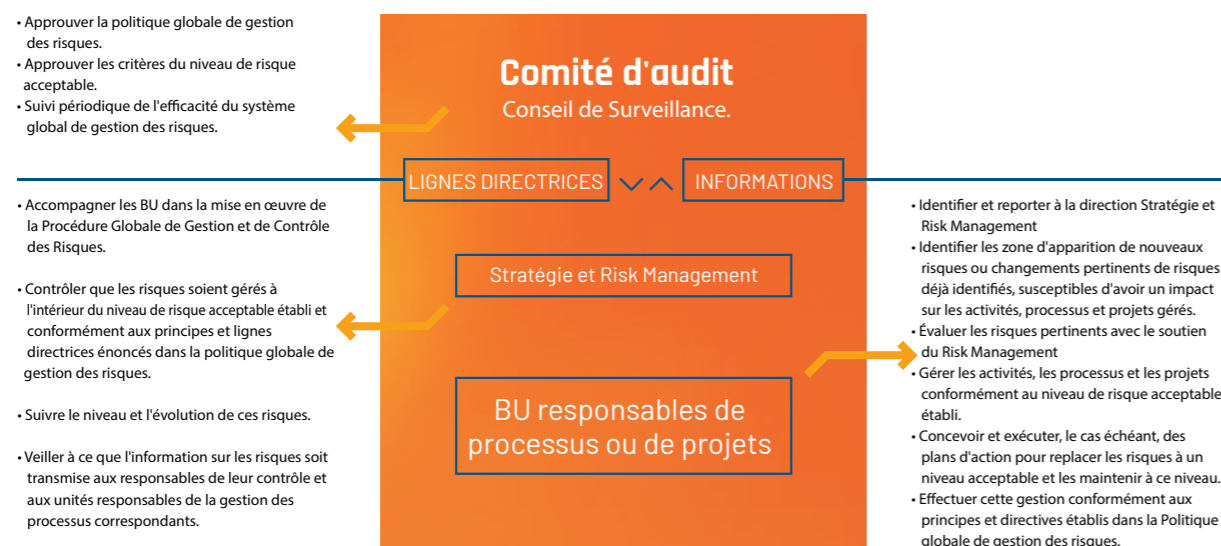 • Approuver la politique globale de gestion
des risques.
• Approuver les critères du niveau de risque
acceptable.
• Suivi périodique de l'efficacité du système
global de gestion des risques.
Comité d'audit
Conseil de Surveillance.
LIGNES DIRECTRICES
INFORMATIONS
• Accompagner les BU dans la mise en œuvre de
la Procédure Globale de Gestion et de Contrôle
des Risques.
• Contrôler que les risques soient gérés à
l'intérieur du niveau de risque acceptable établi et
conformément aux principes et lignes
directrices énoncés dans la politique globale de
gestion des risques.
• Suivre le niveau et l'évolution de ces risques.
• Veiller à ce que l'information sur les risques soit
transmise aux responsables de leur contrôle et
aux unités responsables de la gestion des
processus correspondants.
Stratégie et Risk Management
BU responsables de
processus ou de projets
• Identifier et reporter à la direction Stratégie et
Risk Management
• Identifier les zone d'apparition de nouveaux
risques ou changements pertinents de risques
déjà identifiés, susceptibles d'avoir un impact
sur les activités, processus et projets gérés.
• Évaluer les risques pertinents avec le soutien
du Risk Management
• Gérer les activités, les processus et les projets
conformément au niveau de risque acceptable
établi.
• Concevoir et exécuter, le cas échéant, des
plans d'action pour replacer les risques à un
niveau acceptable et les maintenir à ce niveau.
• Effectuer cette gestion conformément aux
principes et directives établis dans la Politique
globale de gestion des risques.